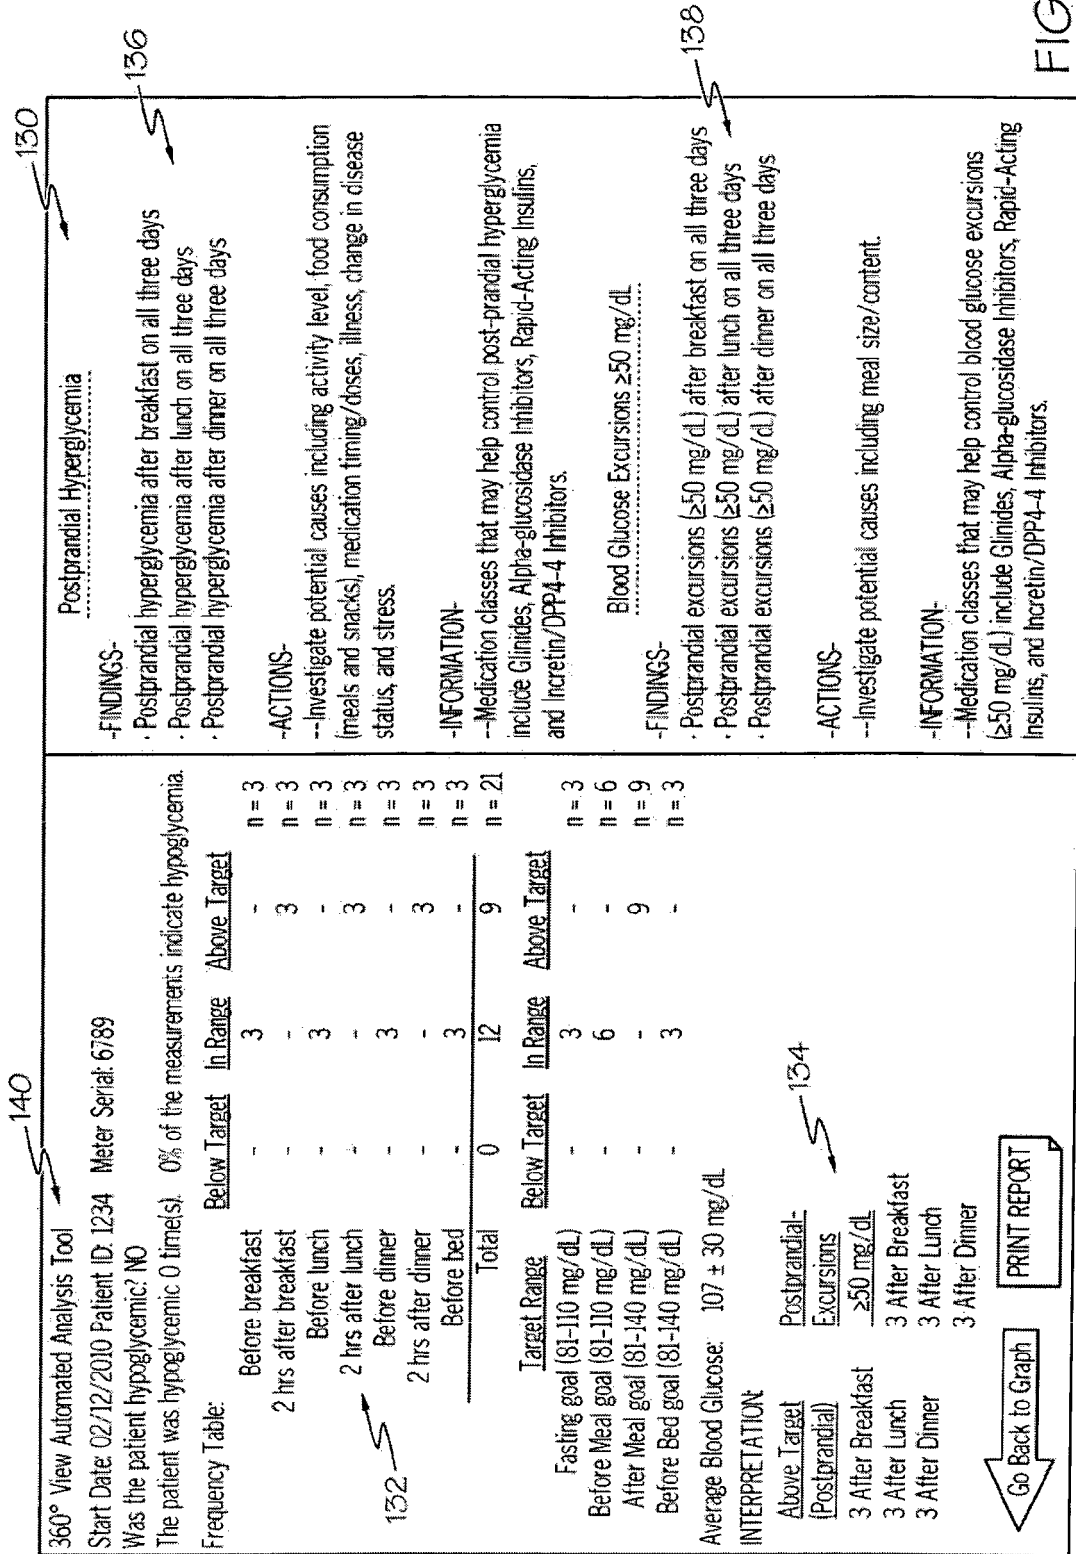 140
130
360° View Automated Analysis Tool
Start Date: 02/12/2010 Patient ID: 1234 Meter Serial: 6789
Was the patient hypoglycemic? NO
The patient was hypoglycemic 0 time(s). 0% of the measurements indicate hypoglycemia.
Frequency Table: Below Target In Range Above Target
Before breakfast - 3 - n = 3
2 hrs after breakfast - - 3 n = 3
Before lunch - 3 - n = 3
2 hrs after lunch - - 3 n = 3
Before dinner - 3 - n = 3
2 hrs after dinner - - 3 n = 3
Before bed - 3 - n = 3
Total 0 12 9 n = 21
132
Target Range Below Target In Range Above Target
Fasting goal (81-110 mg/dL) - 3 - n = 3
Before Meal goal (81-110 mg/dL) - 6 - n = 6
After Meal goal (81-140 mg/dL) - - 9 n = 9
Before Bed goal (81-140 mg/dL) - 3 - n = 3
Average Blood Glucose: 107 ± 30 mg/dL
INTERPRETATION:
134
Above Target Postprandial-
(Postprandial) Excursions
≥50 mg/dL
3 After Breakfast 3 After Breakfast
3 After Lunch 3 After Lunch
3 After Dinner 3 After Dinner
Go Back to Graph
PRINT REPORT
Postprandial Hyperglycemia
136
-FINDINGS-
· Postprandial hyperglycemia after breakfast on all three days
· Postprandial hyperglycemia after lunch on all three days
· Postprandial hyperglycemia after dinner on all three days
-ACTIONS-
--Investigate potential causes including activity level, food consumption
(meals and snacks), medication timing/doses, illness, change in disease
status, and stress.
-INFORMATION-
--Medication classes that may help control post-prandial hyperglycemia
include Glinides, Alpha-glucosidase Inhibitors, Rapid-Acting Insulins,
and Incretin/DPP4-4 Inhibitors.
Blood Glucose Excursions ≥50 mg/dL
138
-FINDINGS-
· Postprandial excursions (≥50 mg/dL) after breakfast on all three days
· Postprandial excursions (≥50 mg/dL) after lunch on all three days
· Postprandial excursions (≥50 mg/dL) after dinner on all three days
-ACTIONS-
--Investigate potential causes including meal size/content.
-INFORMATION-
--Medication classes that may help control blood glucose excursions
(≥50 mg/dL) include Glinides, Alpha-glucosidase Inhibitors, Rapid-Acting
Insulins, and Incretin/DPP4-4 Inhibitors.
FIG